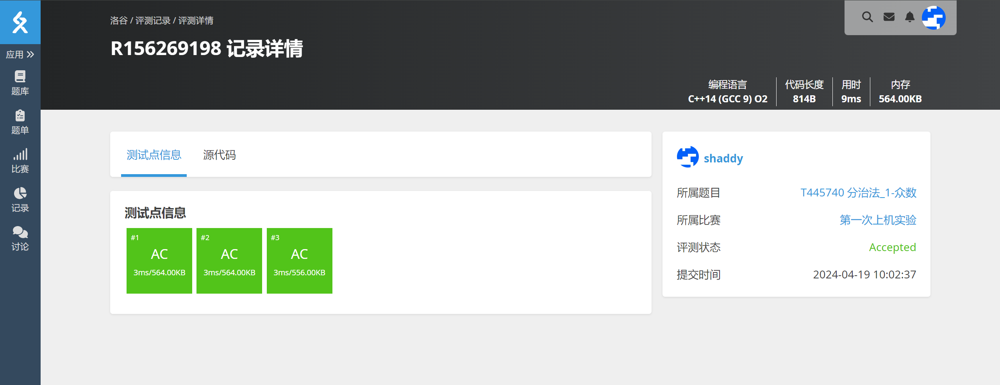 洛谷 / 评测记录 / 评测详情
R156269198 记录详情
应用
题库
题单
比赛
记录
讨论
编程语言
C++14 (GCC 9) O2
代码长度
814B
用时
9ms
内存
564.00KB
测试点信息 源代码
测试点信息
#1
AC
3ms/564.00KB
#2
AC
3ms/564.00KB
#3
AC
3ms/556.00KB
shaddy
所属题目 T445740 分治法_1-众数
所属比赛 第一次上机实验
评测状态 Accepted
提交时间 2024-04-19 10:02:37